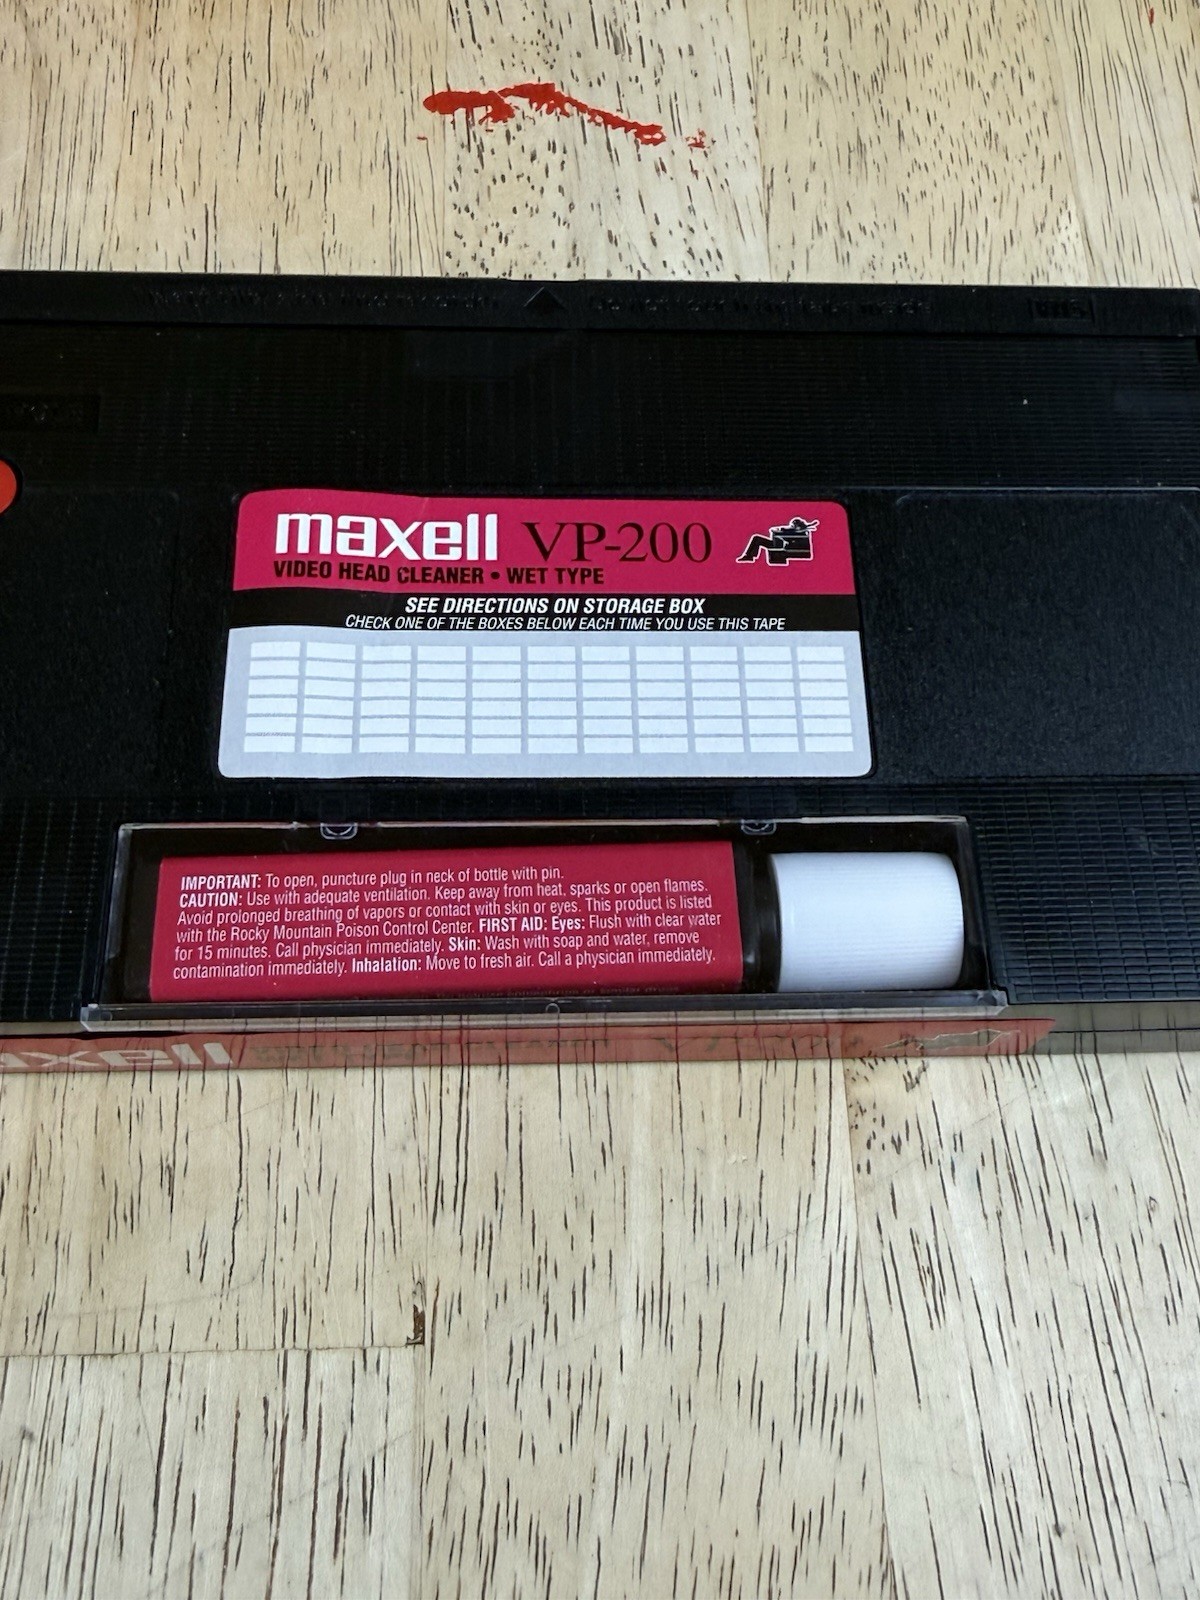 maxell VP-200
VIDEO HEAD CLEANER • WET TYPE
SEE DIRECTIONS ON STORAGE BOX
CHECK ONE OF THE BOXES BELOW EACH TIME YOU USE THIS TAPE
IMPORTANT: To open, puncture plug in neck of bottle with pin.
CAUTION: Use with adequate ventilation. Keep away from heat, sparks or open flames.
Avoid prolonged breathing of vapors or contact with skin or eyes. This product is listed
with the Rocky Mountain Poison Control Center. FIRST AID: Eyes: Flush with clear water
for 15 minutes. Call physician immediately. Skin: Wash with soap and water, remove
contamination immediately. Inhalation: Move to fresh air. Call a physician immediately.
maxell